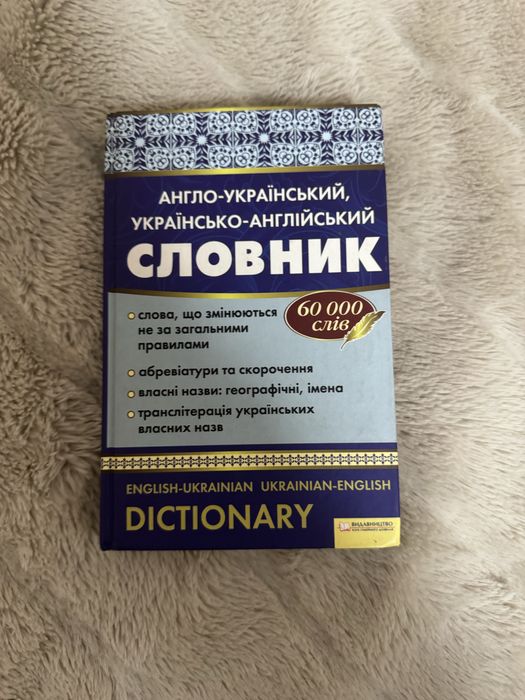 АНГЛО-УКРАЇНСЬКИЙ,
УКРАЇНСЬКО-АНГЛІЙСЬКИЙ
СЛОВНИК
60 000
слів
слова, що змінюються
не за загальними
правилами
абревіатури та скорочення
власні назви: географічні, імена
транслітерація українських
власних назв
ENGLISH-UKRAINIAN UKRAINIAN-ENGLISH
DICTIONARY
ВИДАВНИЦТВО